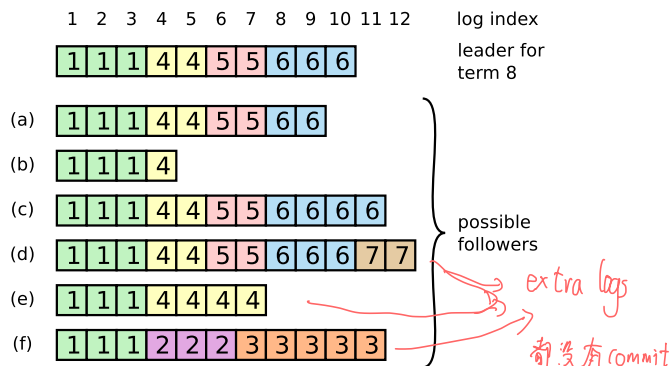 1 2 3 4 5 6 7 8 9 10 11 12 log index
1 1 1 4 4 5 5 6 6 6 leader for
term 8
(a) 1 1 1 4 4 5 5 6 6
(b) 1 1 1 4
(c) 1 1 1 4 4 5 5 6 6 6 6
(d) 1 1 1 4 4 5 5 6 6 6 7 7
(e) 1 1 1 4 4 4 4
(f) 1 1 1 2 2 2 3 3 3 3 3
possible
followers
extra logs
都没有commit